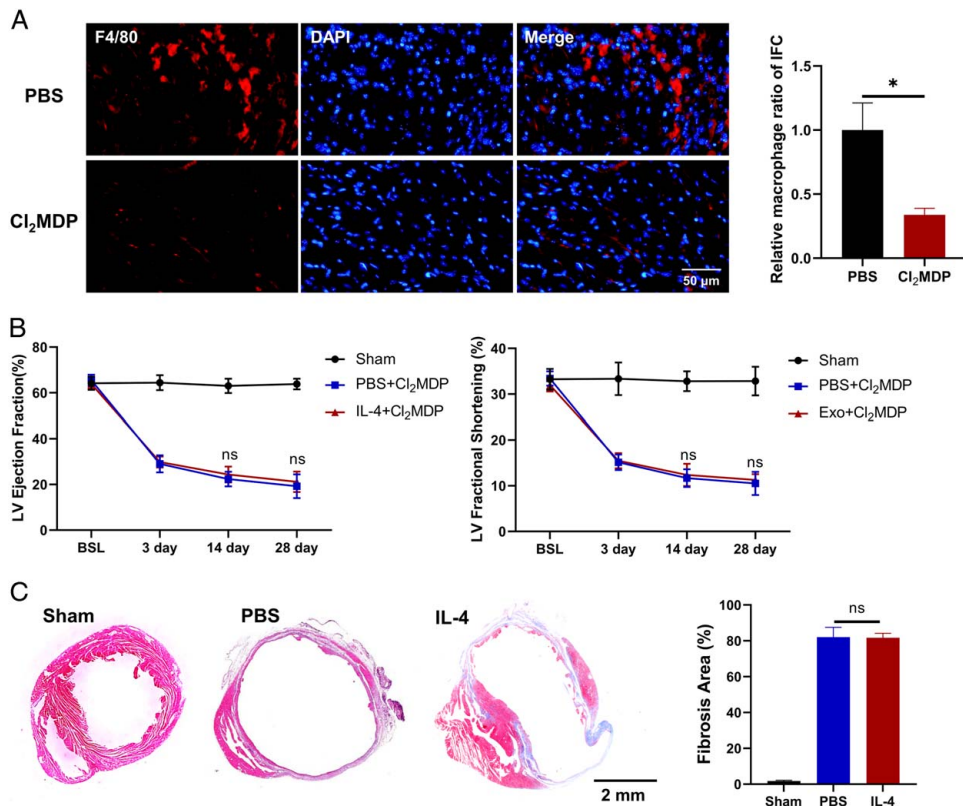 A
F4/80
DAPI
Merge
PBS
Cl₂MDP
50 μm
Relative macrophage ratio of IFC
1.5
1.0
0.5
0.0
*
PBS
Cl₂MDP
B
LV Ejection Fraction(%)
80
60
40
20
0
ns
ns
BSL
3 day
14 day
28 day
Sham
PBS+Cl₂MDP
IL-4+Cl₂MDP
LV Fractional Shortening (%)
40
30
20
10
0
ns
ns
BSL
3 day
14 day
28 day
Sham
PBS+Cl₂MDP
Exo+Cl₂MDP
C
Sham
PBS
IL-4
2 mm
Fibrosis Area (%)
100
80
60
40
20
0
ns
Sham
PBS
IL-4